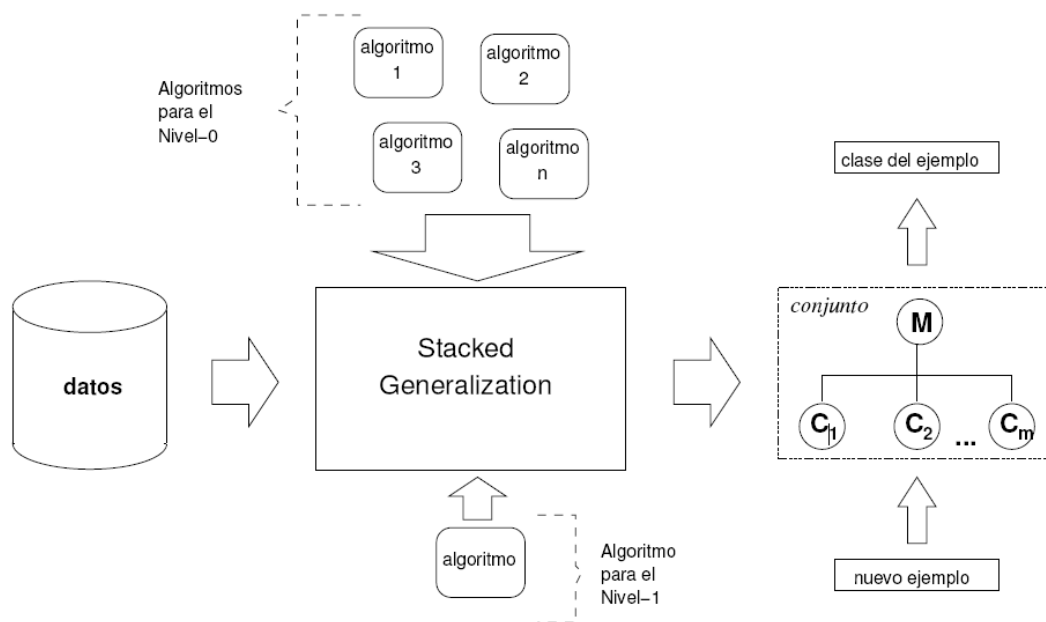 algoritmo
1
algoritmo
2
Algoritmos
para el
Nivel-0
algoritmo
3
algoritmo
n
clase del ejemplo
datos
Stacked
Generalization
conjunto
M
C1
C2
...
Cm
algoritmo
Algoritmo
para el
Nivel-1
nuevo ejemplo